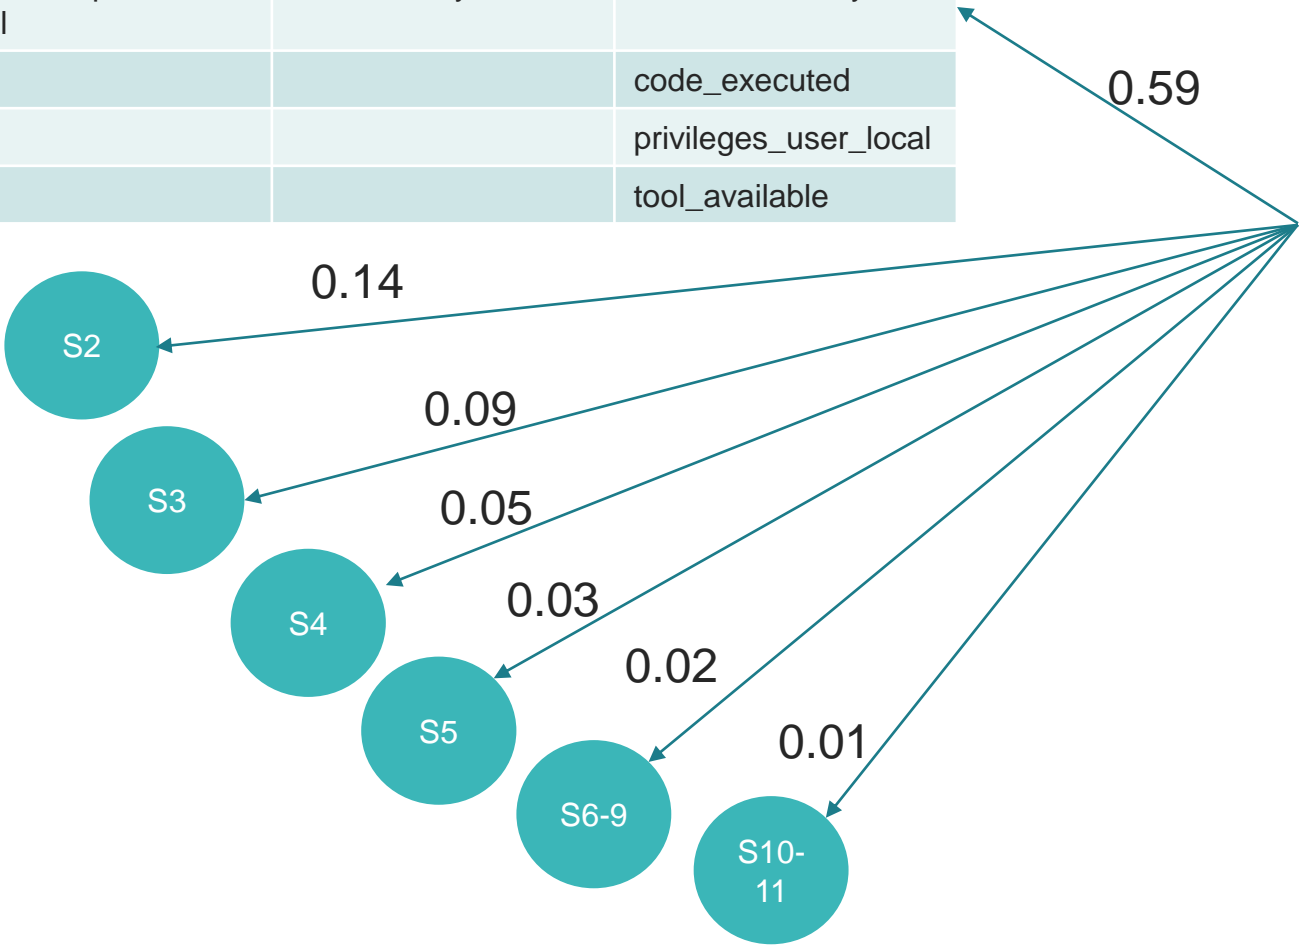 l
code_executed
0.59
privileges_user_local
tool_available
0.14
S2
0.09
S3
0.05
S4
0.03
S5
0.02
S6-9
0.01
S10-
11